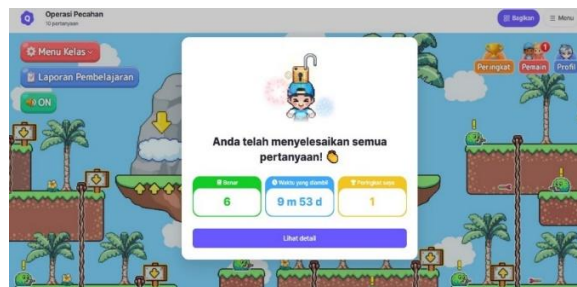 Operasi Pecahan
10 pertanyaan
Bagikan
Menu
Menu Kelas
Laporan Pembelajaran
ON
Peringkat
Pemain
1
Profil
Anda telah menyelesaikan semua
pertanyaan!
Benar
6
Waktu yang diambil
9 m 53 d
Peringkat saya
1
Lihat detail